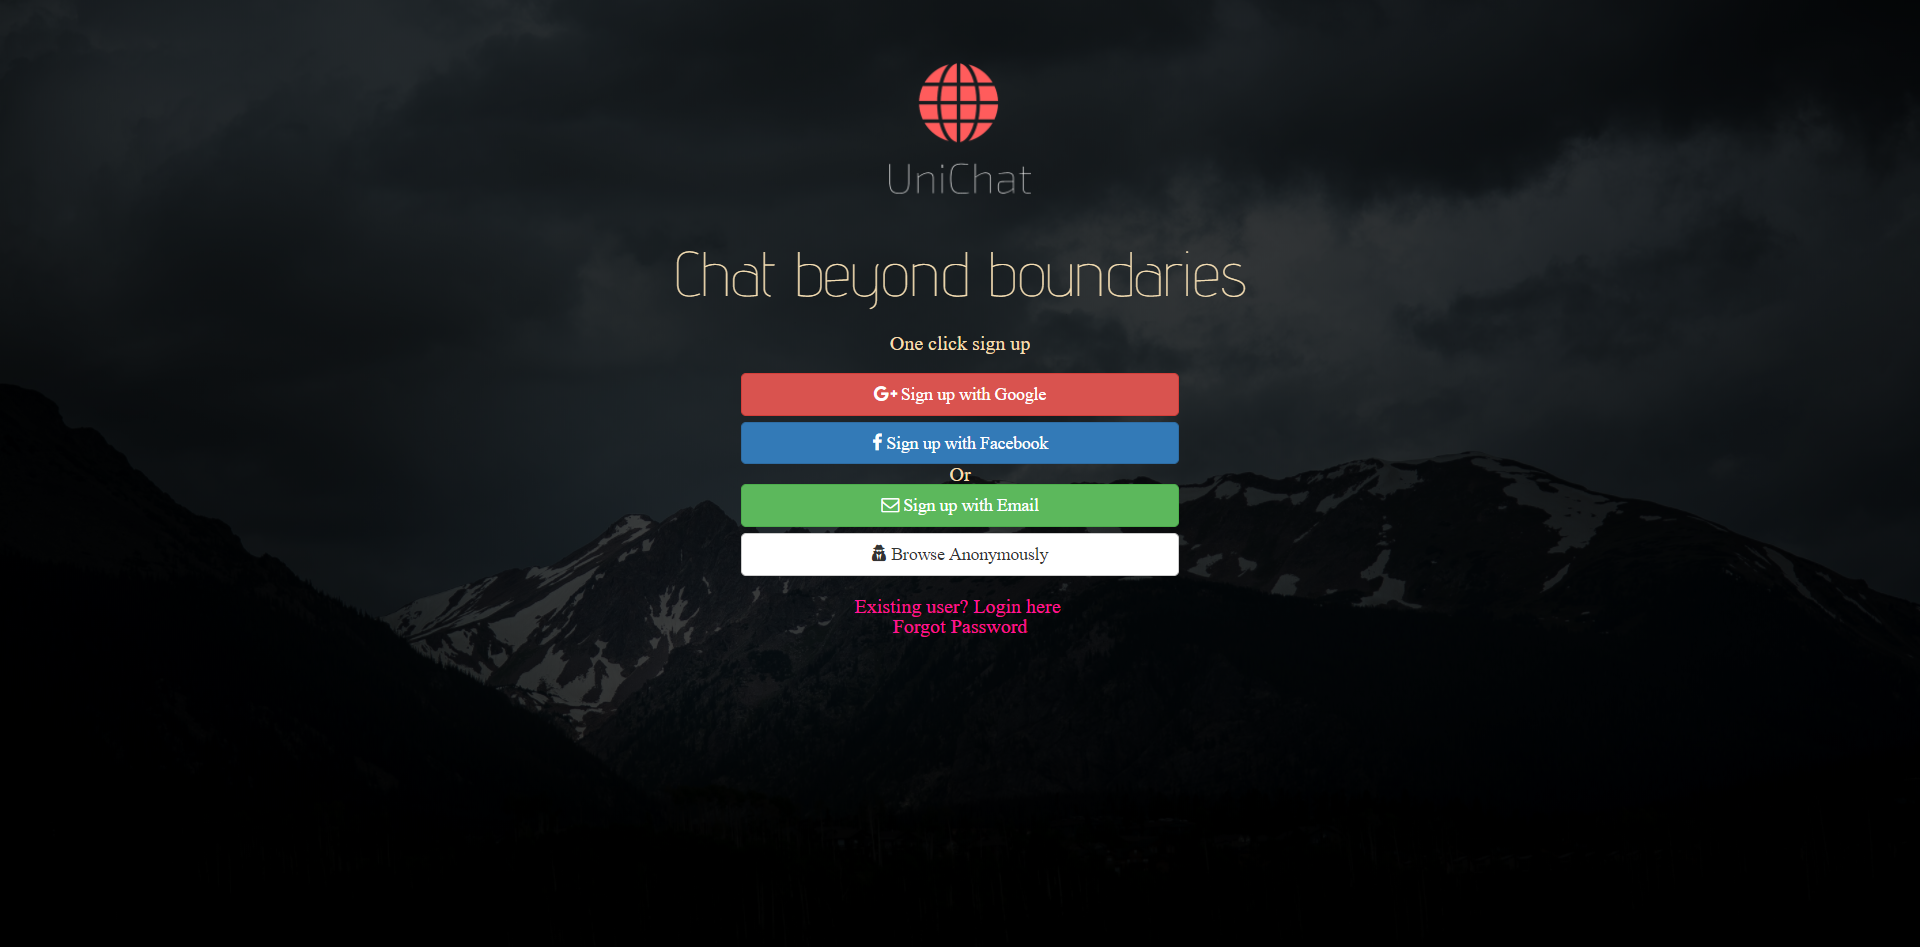 UniChat
Chat beyond boundaries
One click sign up
G+ Sign up with Google
f Sign up with Facebook
Or
Sign up with Email
Browse Anonymously
Existing user? Login here
Forgot Password